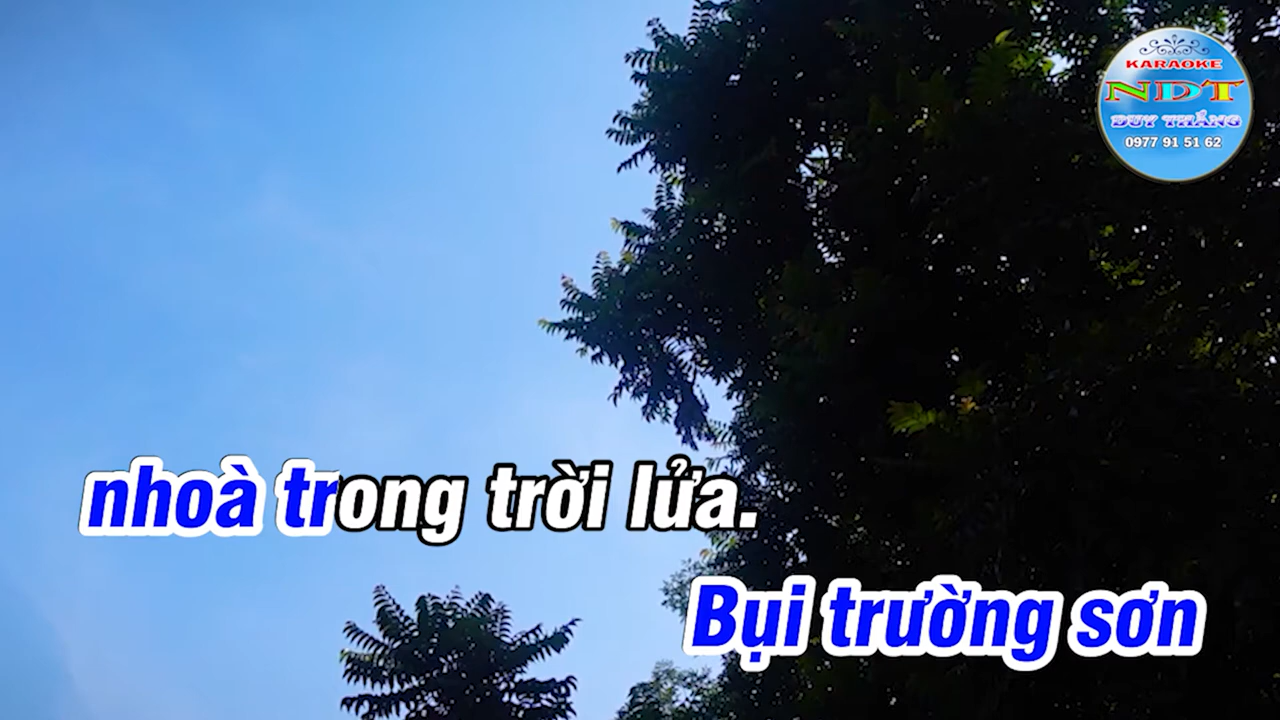 KARAOKE
NDT
DUY THẮNG
0977 91 51 62
nhoà trong trời lửa.
Bụi trường sơn